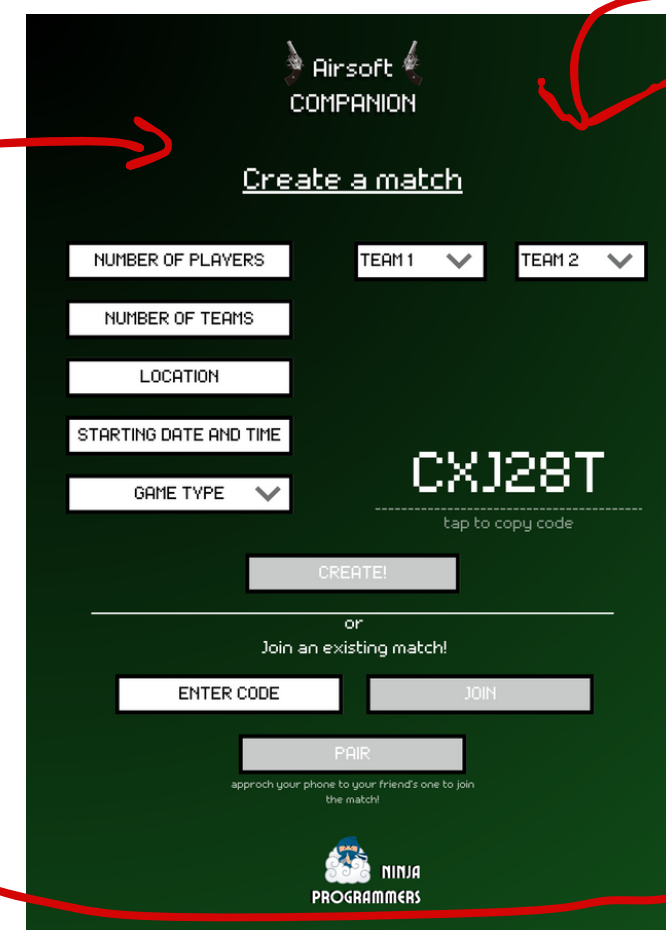 Airsoft
COMPANION
Create a match
NUMBER OF PLAYERS
TEAM 1
TEAM 2
NUMBER OF TEAMS
LOCATION
STARTING DATE AND TIME
GAME TYPE
CXJ28T
tap to copy code
CREATE!
or
Join an existing match!
ENTER CODE
JOIN
PAIR
approch your phone to your friend's one to join
the match!
NINJA
PROGRAMMERS